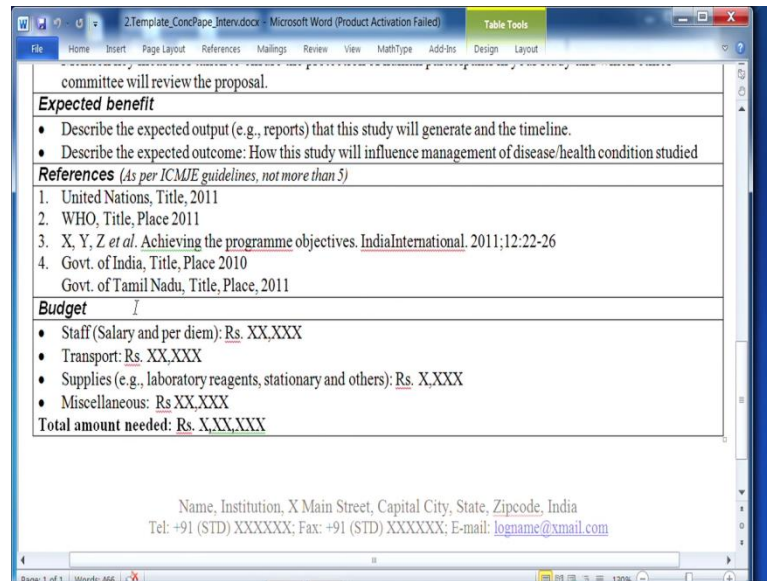 2.Template_ConcPape_Interv.docx - Microsoft Word (Product Activation Failed)
Table Tools
File Home Insert Page Layout References Mailings Review View MathType Add-Ins Design Layout
committee will review the proposal.
Expected benefit
• Describe the expected output (e.g., reports) that this study will generate and the timeline.
• Describe the expected outcome: How this study will influence management of disease/health condition studied
References (As per ICMJE guidelines, not more than 5)
1. United Nations, Title, 2011
2. WHO, Title, Place 2011
3. X, Y, Z et al. Achieving the programme objectives. IndiaInternational. 2011;12:22-26
4. Govt. of India, Title, Place 2010
Govt. of Tamil Nadu, Title, Place, 2011
Budget
• Staff (Salary and per diem): Rs. XX,XXX
• Transport: Rs. XX,XXX
• Supplies (e.g., laboratory reagents, stationary and others): Rs. X,XXX
• Miscellaneous: Rs XX,XXX
Total amount needed: Rs. X,XX,XXX
Name, Institution, X Main Street, Capital City, State, Zipcode, India
Tel: +91 (STD) XXXXXX; Fax: +91 (STD) XXXXXX; E-mail: logname@xmail.com
Page: 1 of 1 Words: 466 130%